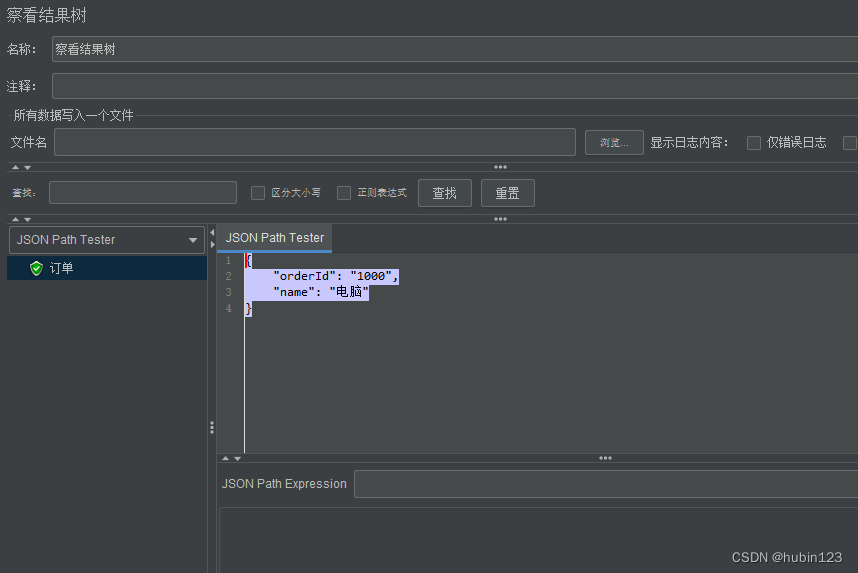 察看结果树
名称： 察看结果树
注释：
所有数据写入一个文件
文件名 浏览... 显示日志内容： 仅错误日志
查找： 区分大小写 正则表达式 查找 重置
JSON Path Tester JSON Path Tester
订单
1 {
2 "orderId": "1000",
3 "name": "电脑"
4 }
JSON Path Expression
CSDN @hubin123